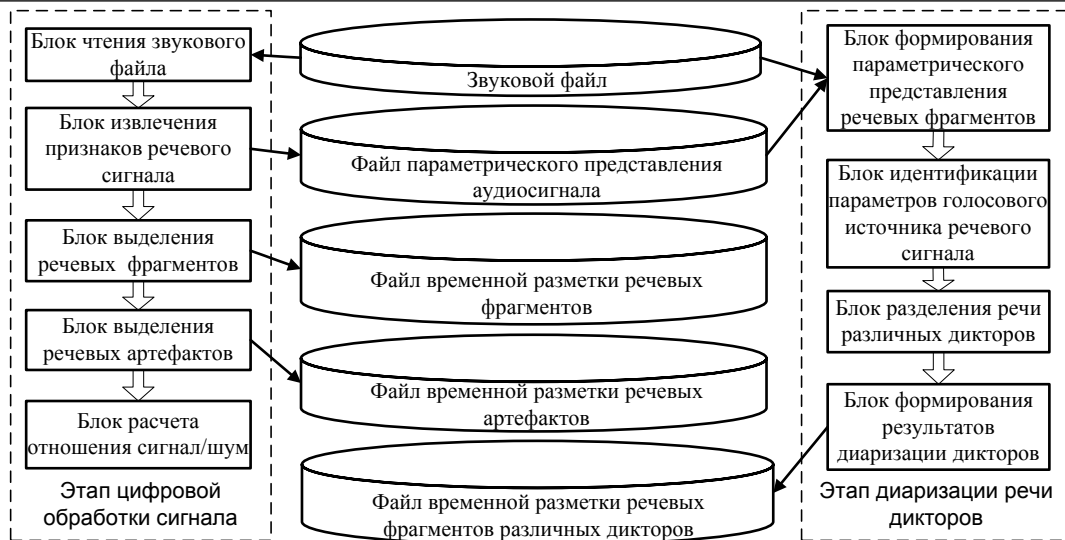 Блок чтения звукового
файла
Блок извлечения
признаков речевого
сигнала
Блок выделения
речевых фрагментов
Блок выделения
речевых артефактов
Блок расчета
отношения сигнал/шум
Этап цифровой
обработки сигнала
Звуковой файл
Файл параметрического представления
аудиосигнала
Файл временной разметки речевых
фрагментов
Файл временной разметки речевых
артефактов
Файл временной разметки речевых
фрагментов различных дикторов
Блок формирования
параметрического
представления
речевых фрагментов
Блок идентификации
параметров голосового
источника речевого
сигнала
Блок разделения речи
различных дикторов
Блок формирования
результатов
диаризации дикторов
Этап диаризации речи
дикторов